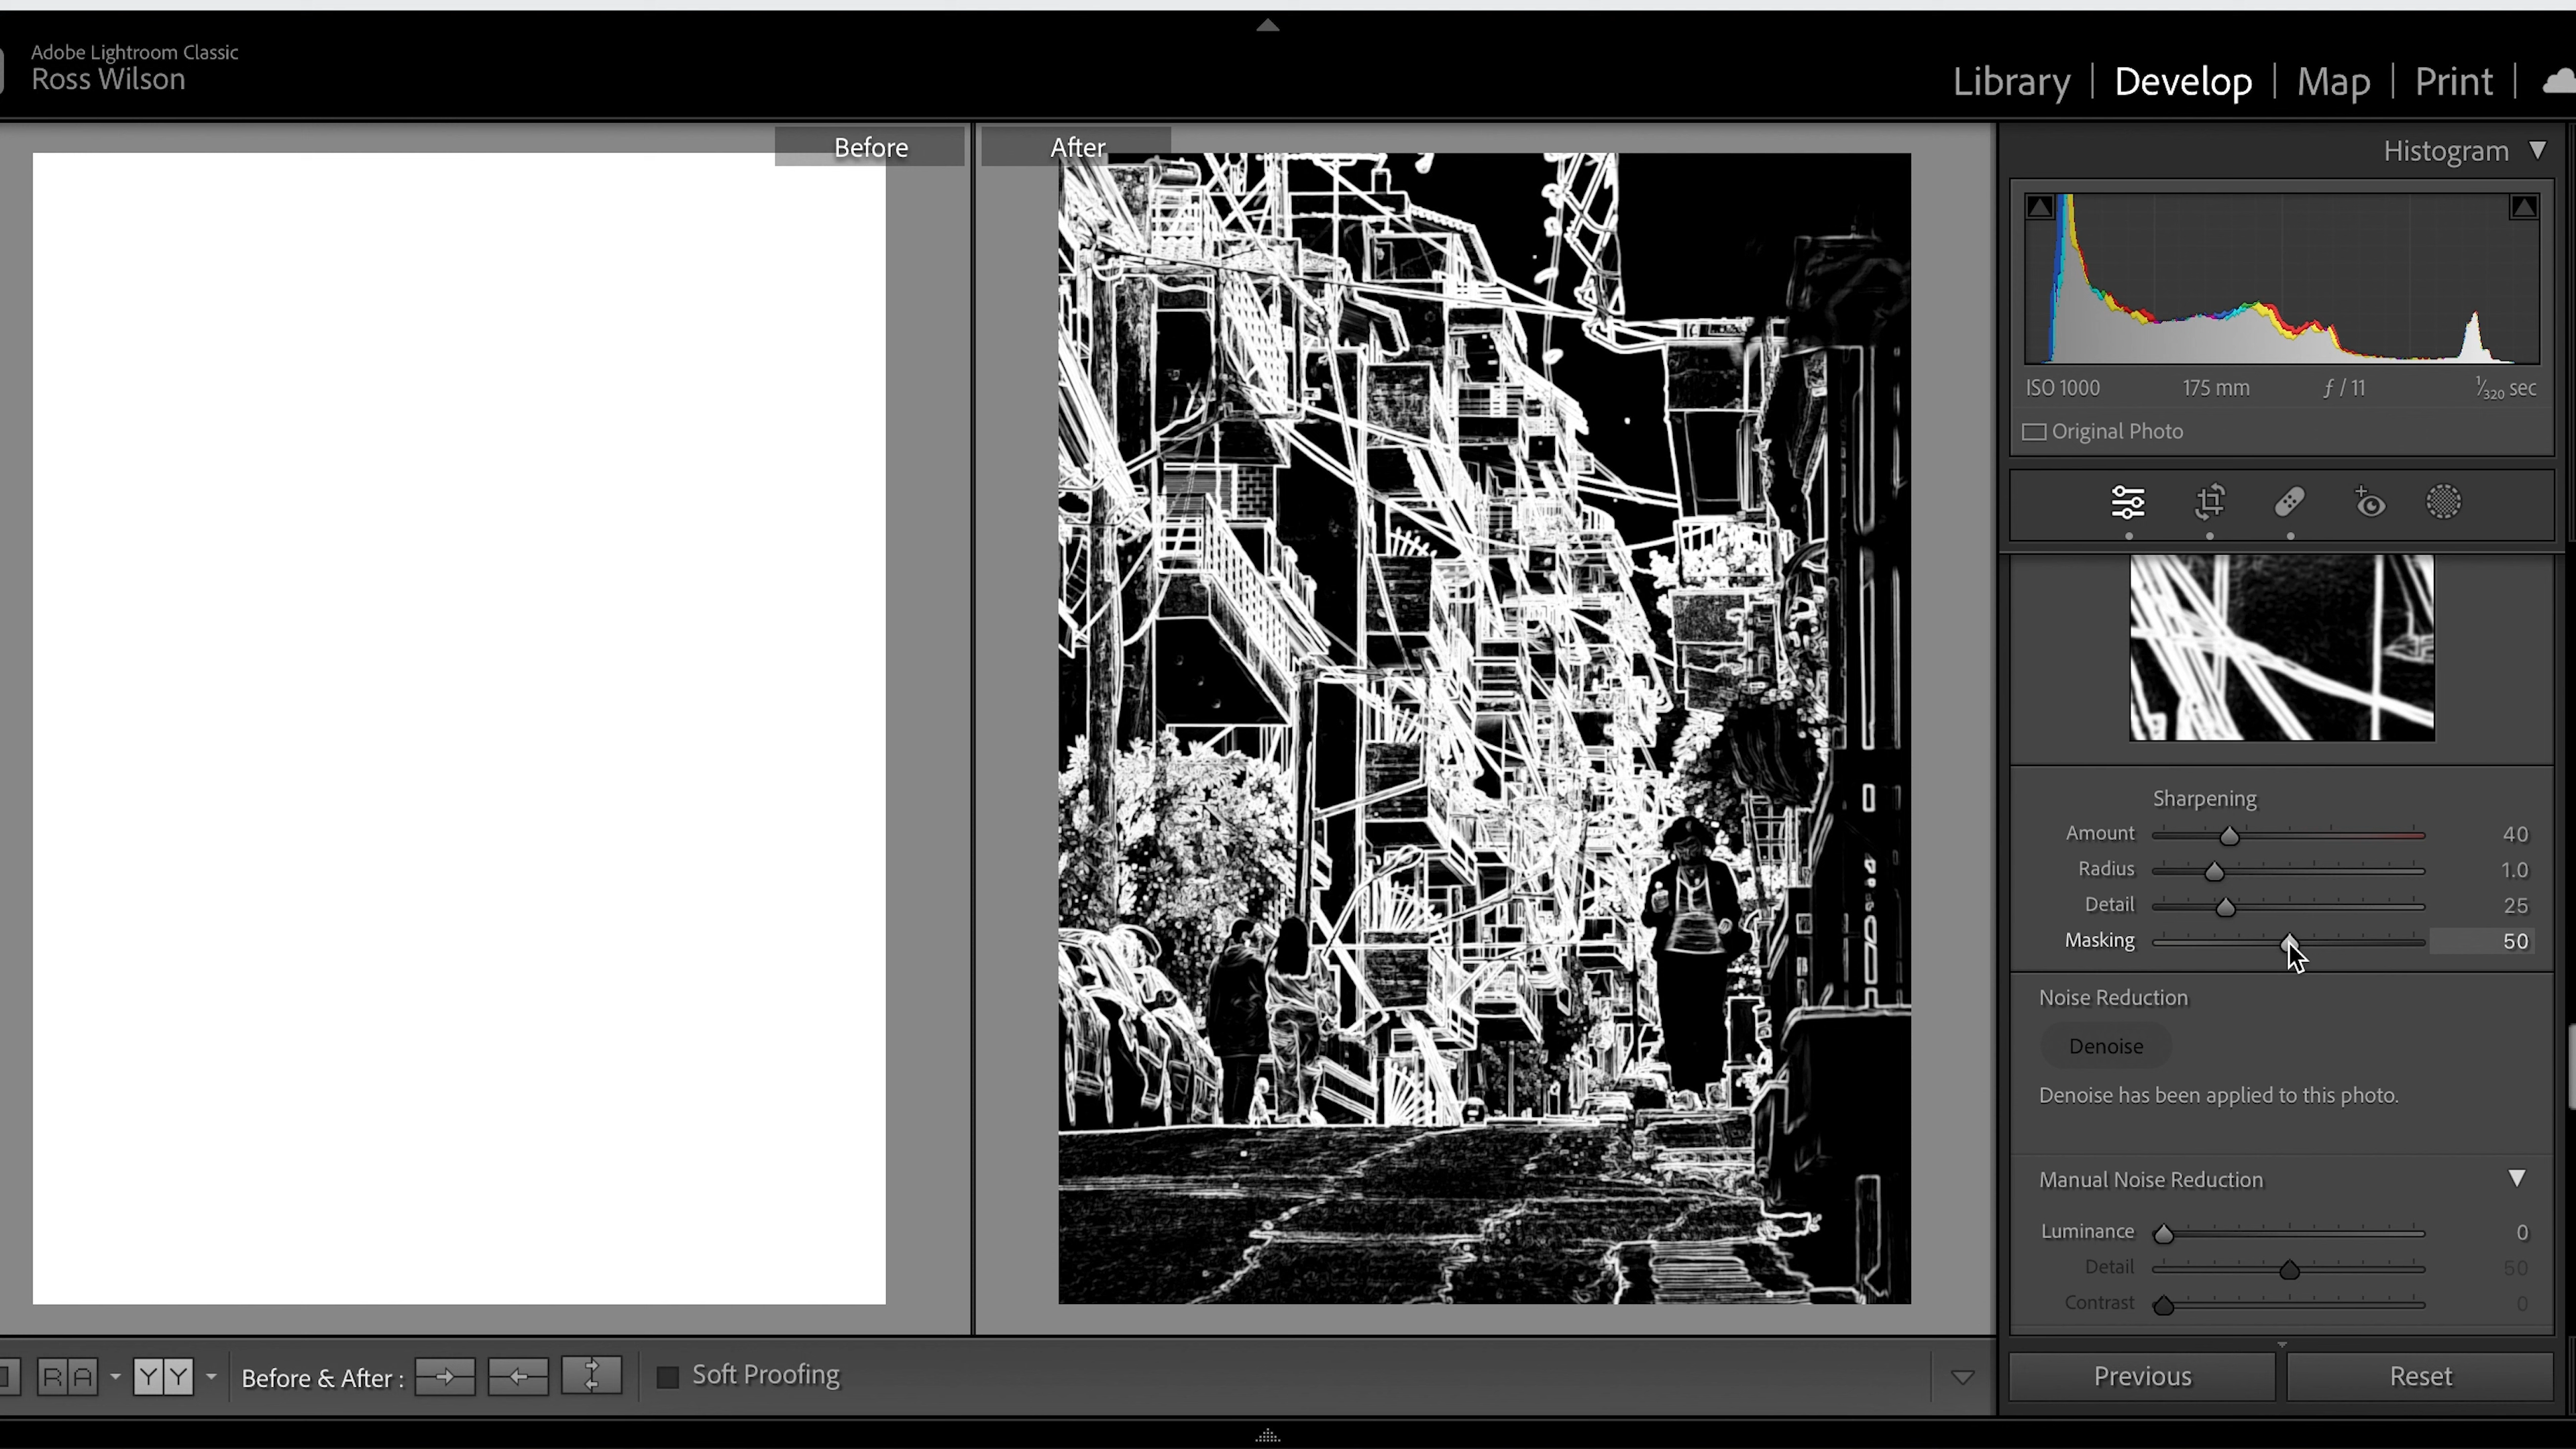 Adobe Lightroom Classic
Ross Wilson
Library | Develop | Map | Print |
Before
After
Histogram
ISO 1000 175 mm ƒ / 11 1/320 sec
Original Photo
Sharpening
Amount 40
Radius 1.0
Detail 25
Masking 50
Noise Reduction
Denoise
Denoise has been applied to this photo.
Manual Noise Reduction
Luminance 0
Detail 50
Contrast 0
R A Y Y Before & After : Soft Proofing
Previous Reset